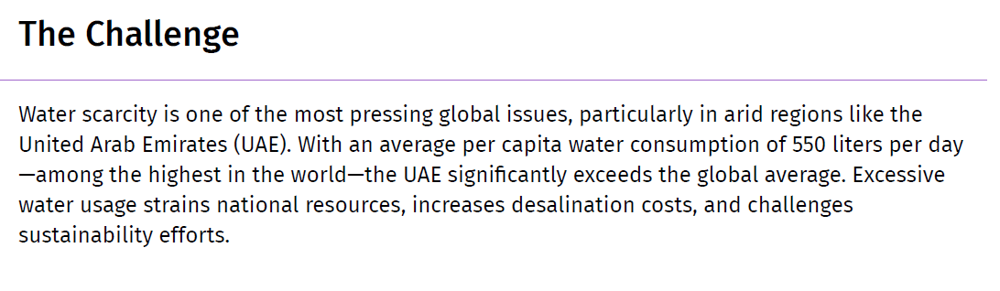 The Challenge
Water scarcity is one of the most pressing global issues, particularly in arid regions like the
United Arab Emirates (UAE). With an average per capita water consumption of 550 liters per day
—among the highest in the world—the UAE significantly exceeds the global average. Excessive
water usage strains national resources, increases desalination costs, and challenges
sustainability efforts.